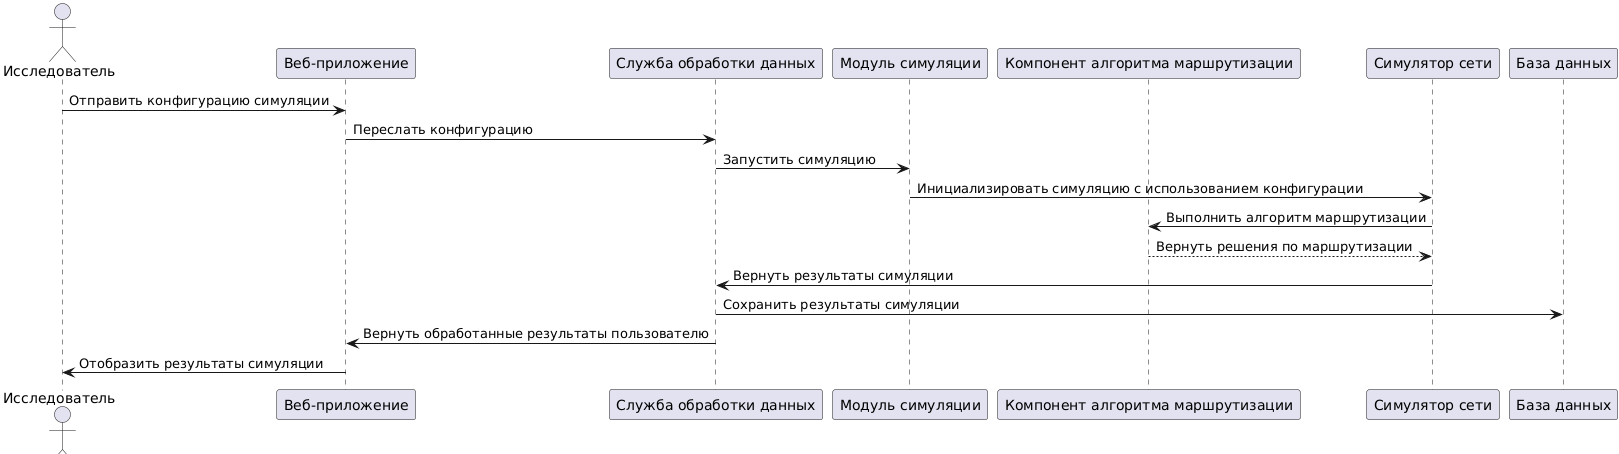 Исследователь
Веб-приложение
Служба обработки данных
Модуль симуляции
Компонент алгоритма маршрутизации
Симулятор сети
База данных
Отправить конфигурацию симуляции
Переслать конфигурацию
Запустить симуляцию
Инициализировать симуляцию с использованием конфигурации
Выполнить алгоритм маршрутизации
Вернуть решения по маршрутизации
Вернуть результаты симуляции
Сохранить результаты симуляции
Вернуть обработанные результаты пользователю
Отобразить результаты симуляции
Исследователь
Веб-приложение
Служба обработки данных
Модуль симуляции
Компонент алгоритма маршрутизации
Симулятор сети
База данных